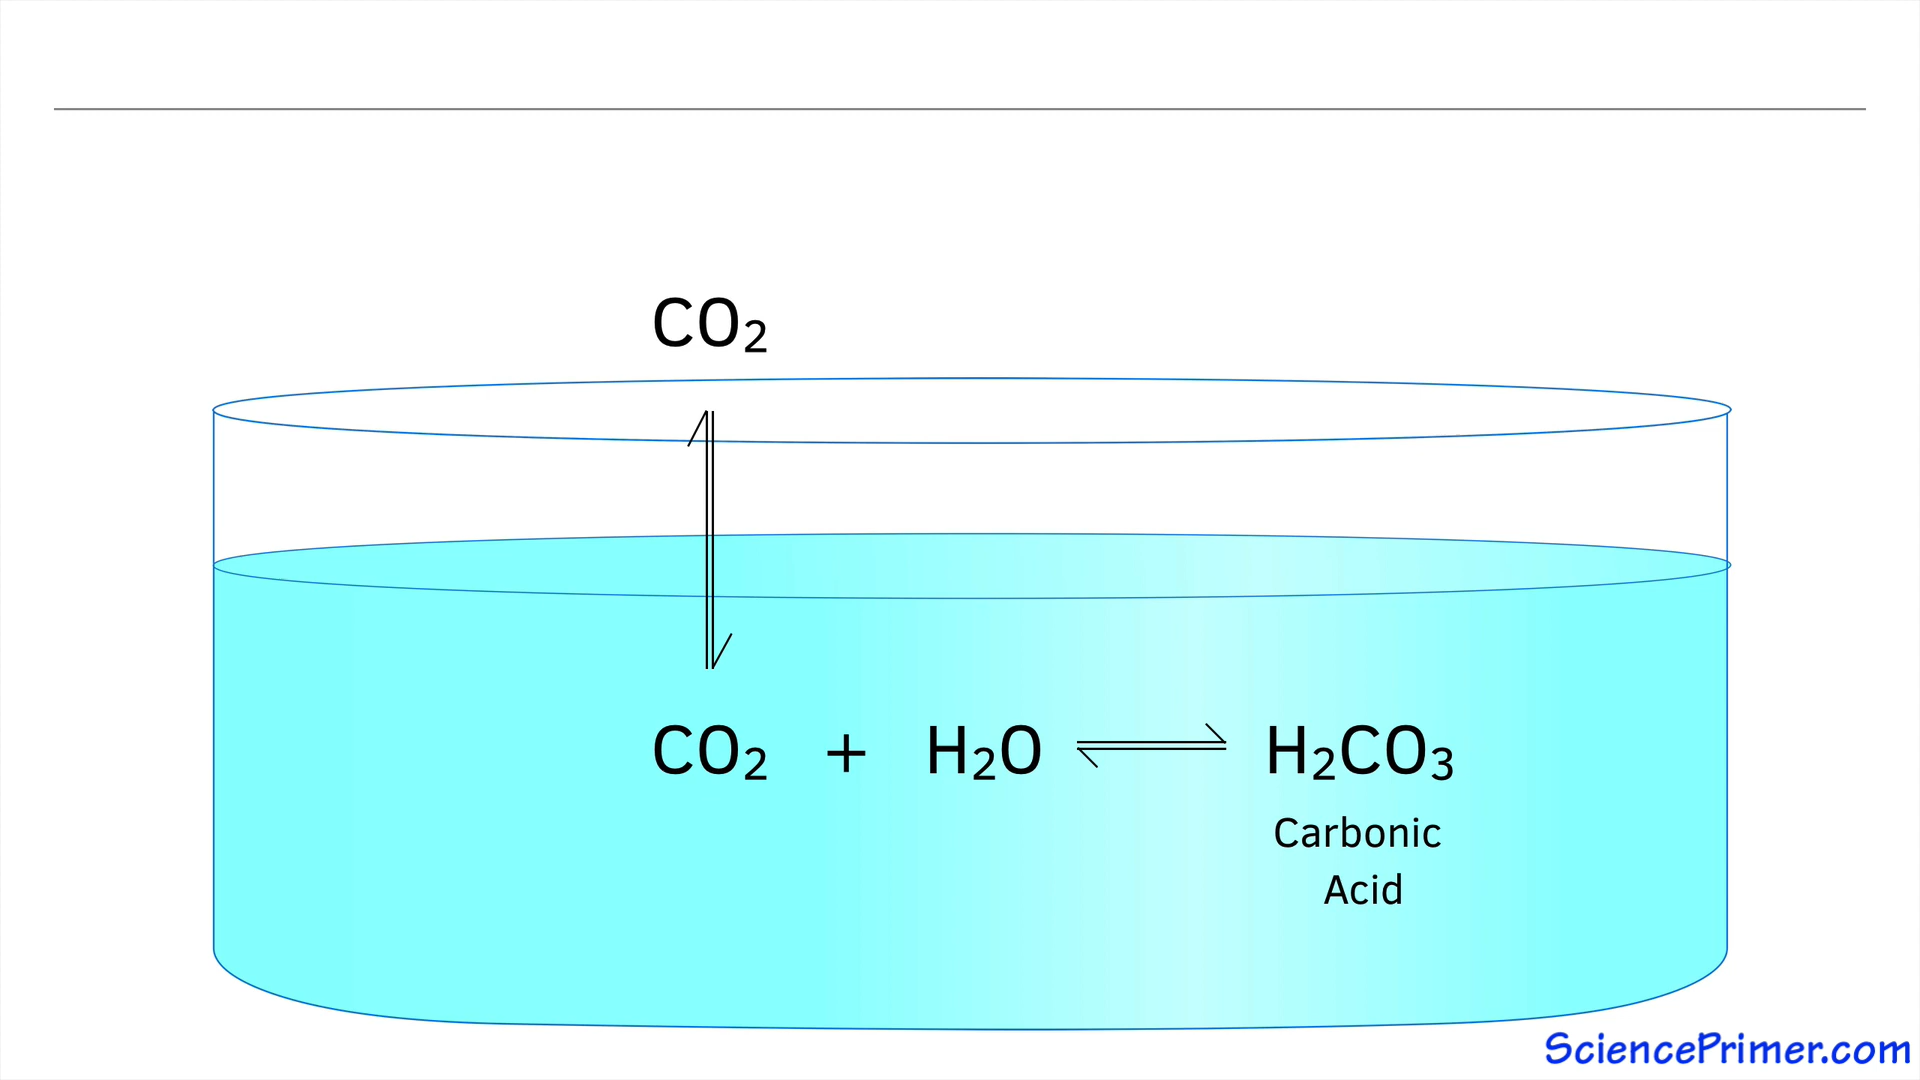 CO₂
CO₂ + H₂O ⇌ H₂CO₃
Carbonic
Acid
SciencePrimer.com